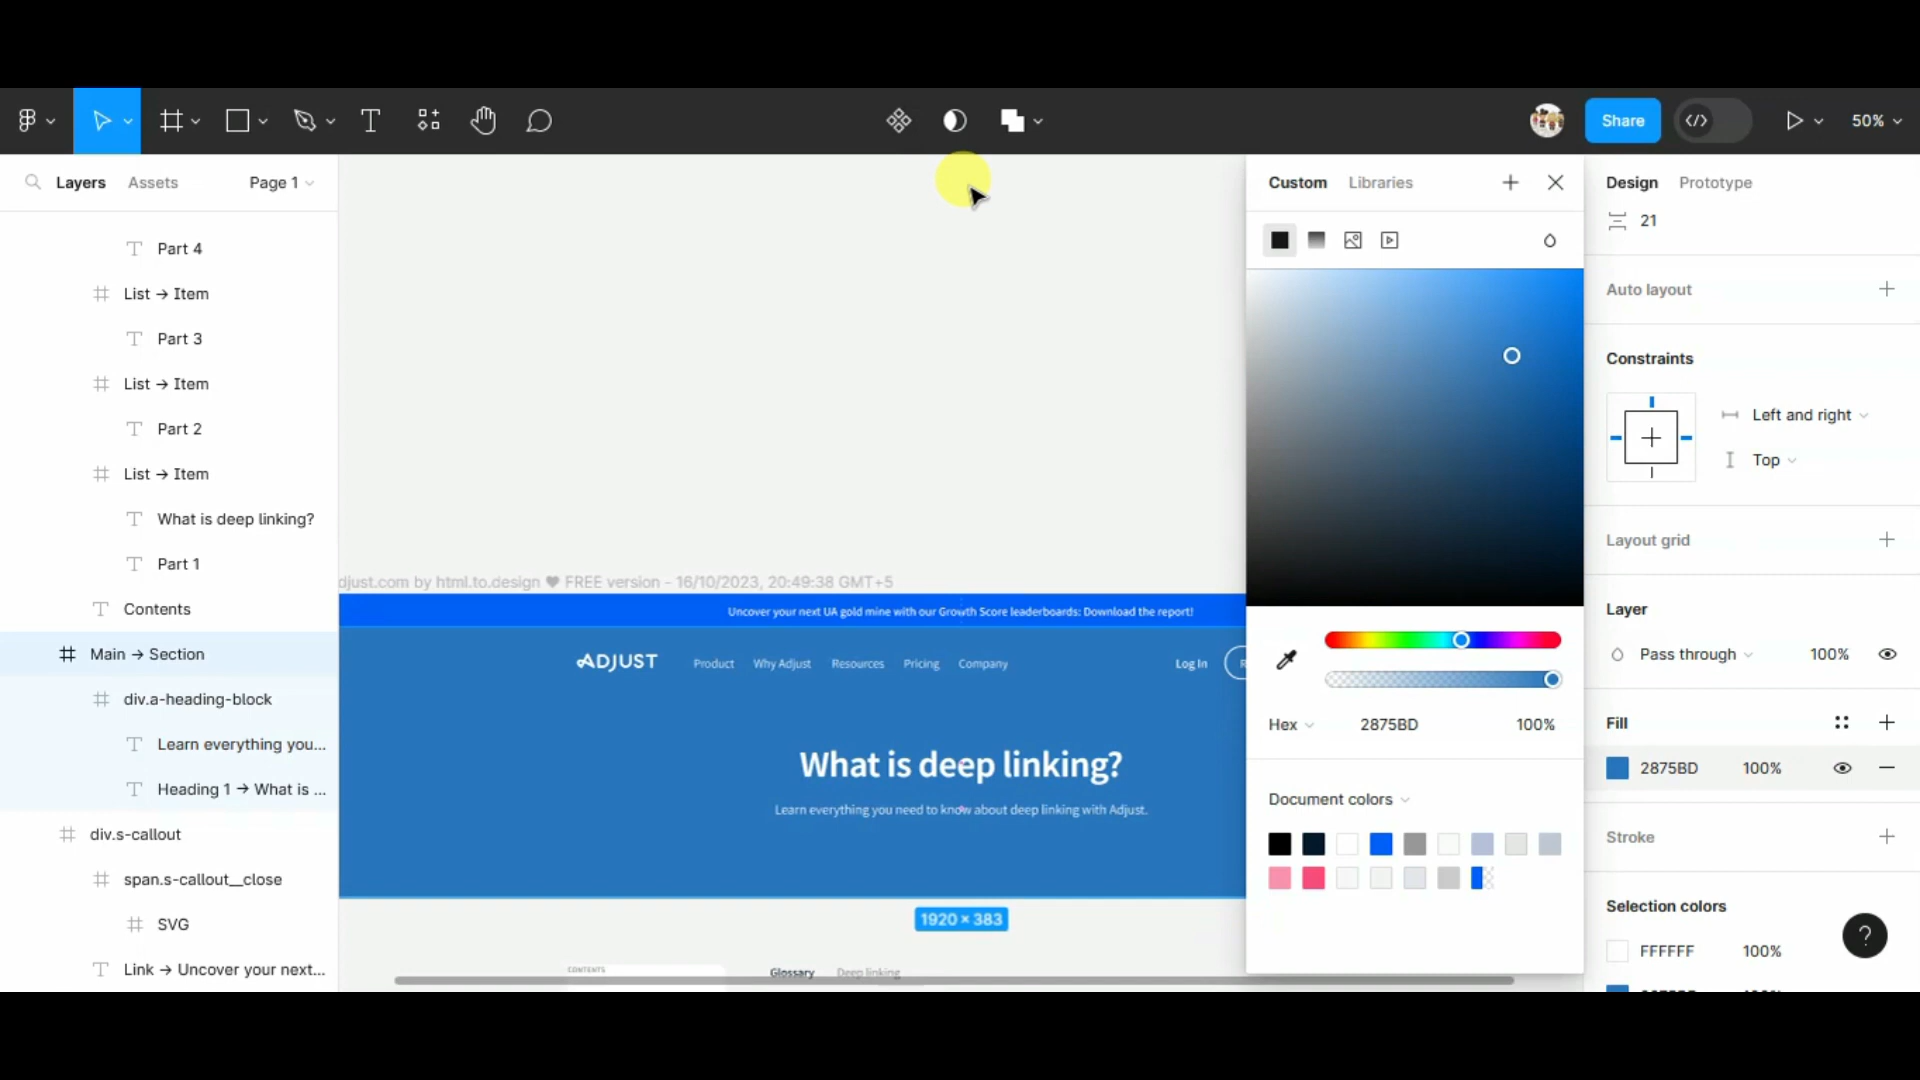 Share
50%
Layers
Assets
Page 1
Part 4
List → Item
Part 3
List → Item
Part 2
List → Item
What is deep linking?
Part 1
Contents
Main → Section
div.a-heading-block
Learn everything you...
Heading 1 → What is ...
div.s-callout
span.s-callout__close
SVG
Link → Uncover your next...
djust.com by html.to.design ♥ FREE version - 16/10/2023, 20:49:38 GMT+5
Uncover your next UA gold mine with our Growth Score leaderboards: Download the report!
ADJUST
Product
Why Adjust
Resources
Pricing
Company
Log In
What is deep linking?
Learn everything you need to know about deep linking with Adjust.
1920 × 383
CONTENTS
Glossary
Deep linking
Custom
Libraries
Hex
2875BD
100%
Document colors
Design
Prototype
21
Auto layout
Constraints
Left and right
Top
Layout grid
Layer
Pass through
100%
Fill
2875BD
100%
Stroke
Selection colors
FFFFFF
100%
?